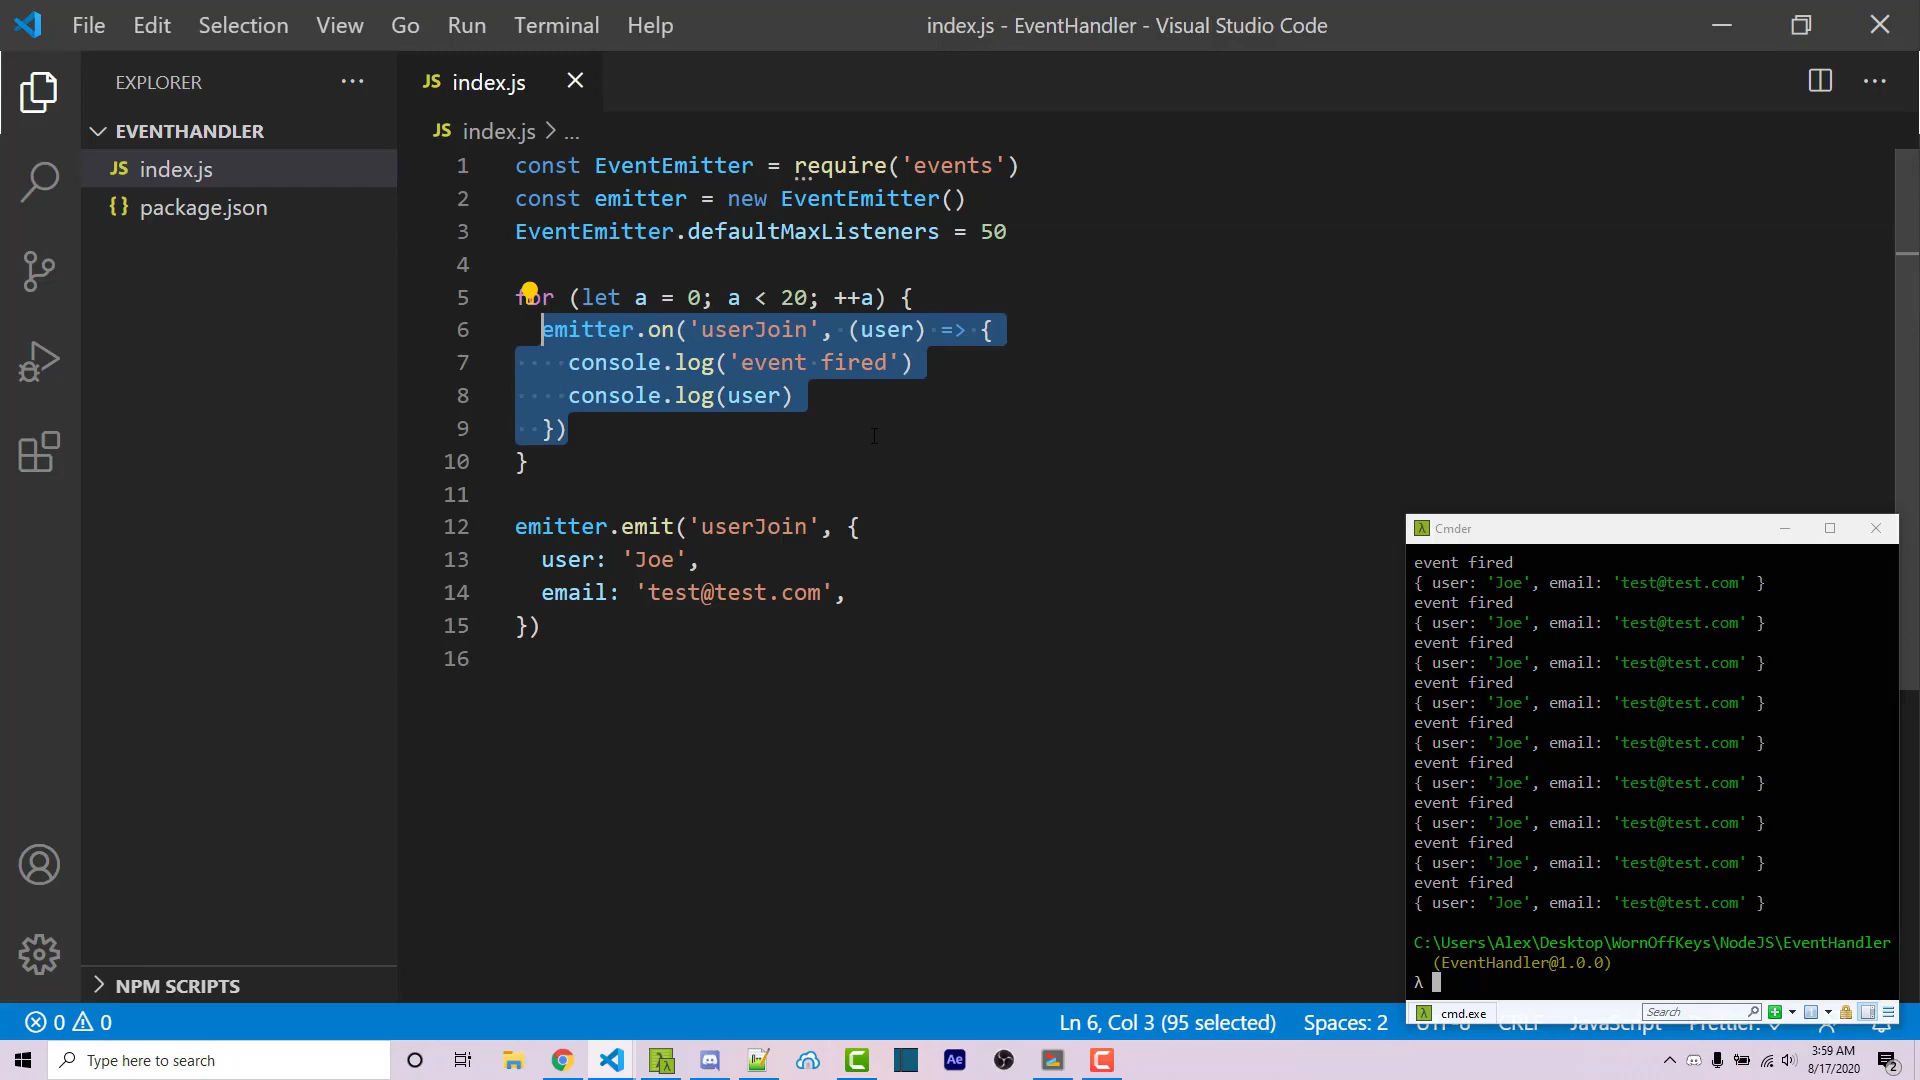 File Edit Selection View Go Run Terminal Help
index.js - EventHandler - Visual Studio Code
EXPLORER
JS index.js
EVENTHANDLER
JS index.js
{} package.json
JS index.js > ...
1 const EventEmitter = require('events')
2 const emitter = new EventEmitter()
3 EventEmitter.defaultMaxListeners = 50
4
5 for (let a = 0; a < 20; ++a) {
6 emitter.on('userJoin', (user) => {
7 console.log('event fired')
8 console.log(user)
9 })
10 }
11
12 emitter.emit('userJoin', {
13 user: 'Joe',
14 email: 'test@test.com',
15 })
16
Cmder
event fired
{ user: 'Joe', email: 'test@test.com' }
event fired
{ user: 'Joe', email: 'test@test.com' }
event fired
{ user: 'Joe', email: 'test@test.com' }
event fired
{ user: 'Joe', email: 'test@test.com' }
event fired
{ user: 'Joe', email: 'test@test.com' }
event fired
{ user: 'Joe', email: 'test@test.com' }
event fired
{ user: 'Joe', email: 'test@test.com' }
event fired
{ user: 'Joe', email: 'test@test.com' }
event fired
{ user: 'Joe', email: 'test@test.com' }
C:\Users\Alex\Desktop\WornOffKeys\NodeJS\EventHandler
(EventHandler@1.0.0)
λ
λ cmd.exe
Search
NPM SCRIPTS
0 0
Ln 6, Col 3 (95 selected) Spaces: 2 UTF-8 CRLF JavaScript Prettier:
Type here to search
Ae
3:59 AM
8/17/2020
2